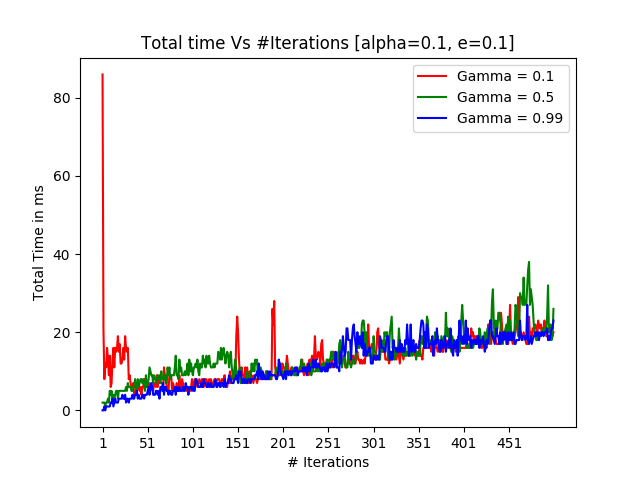 Total time Vs #Iterations [alpha=0.1, e=0.1]
Gamma = 0.1
Gamma = 0.5
Gamma = 0.99
Total Time in ms
80
60
40
20
0
1 51 101 151 201 251 301 351 401 451
# Iterations